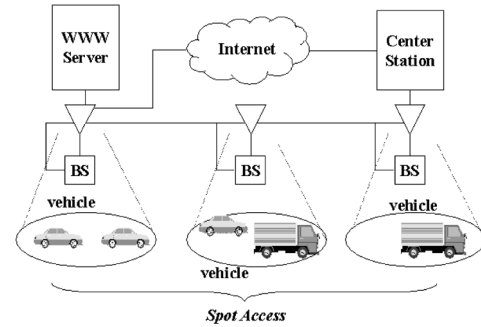 WWW
Server
Internet
Center
Station
BS
BS
BS
vehicle
vehicle
vehicle
Spot Access